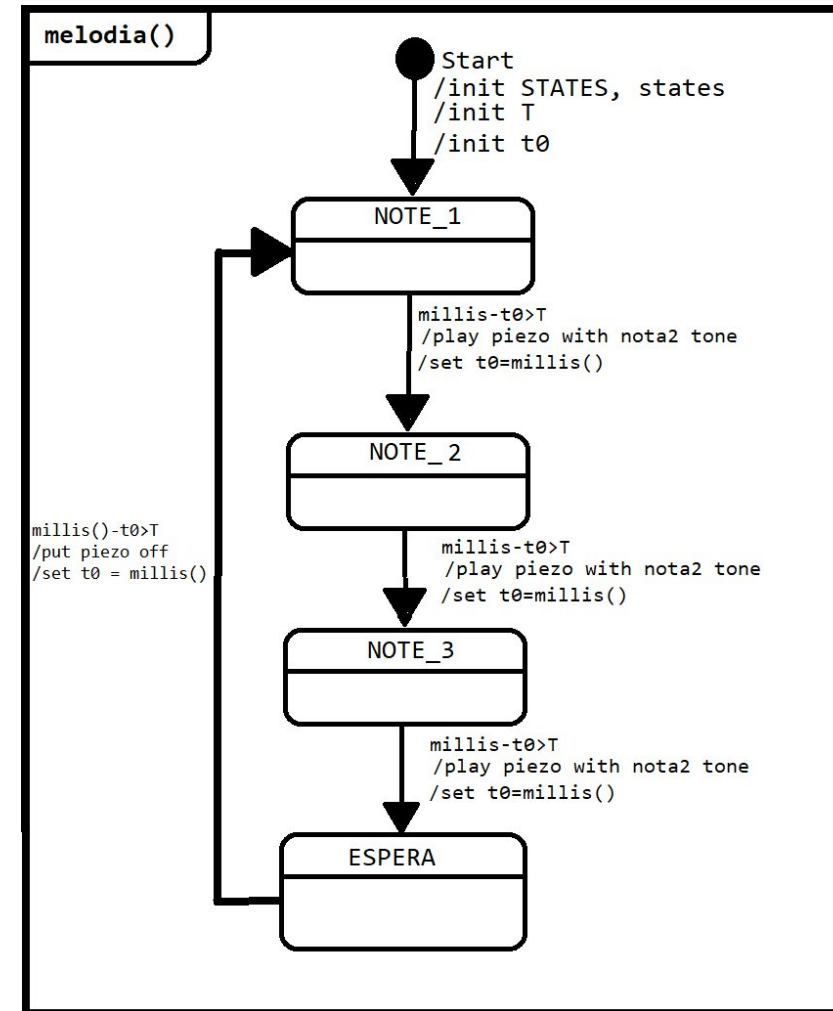 melodia()
Start
/init STATES, states
/init T
/init t0
NOTE_1
millis-t0>T
/play piezo with nota2 tone
/set t0=millis()
NOTE_2
millis()-t0>T
/put piezo off
/set t0 = millis()
millis-t0>T
/play piezo with nota2 tone
/set t0=millis()
NOTE_3
millis-t0>T
/play piezo with nota2 tone
/set t0=millis()
ESPERA